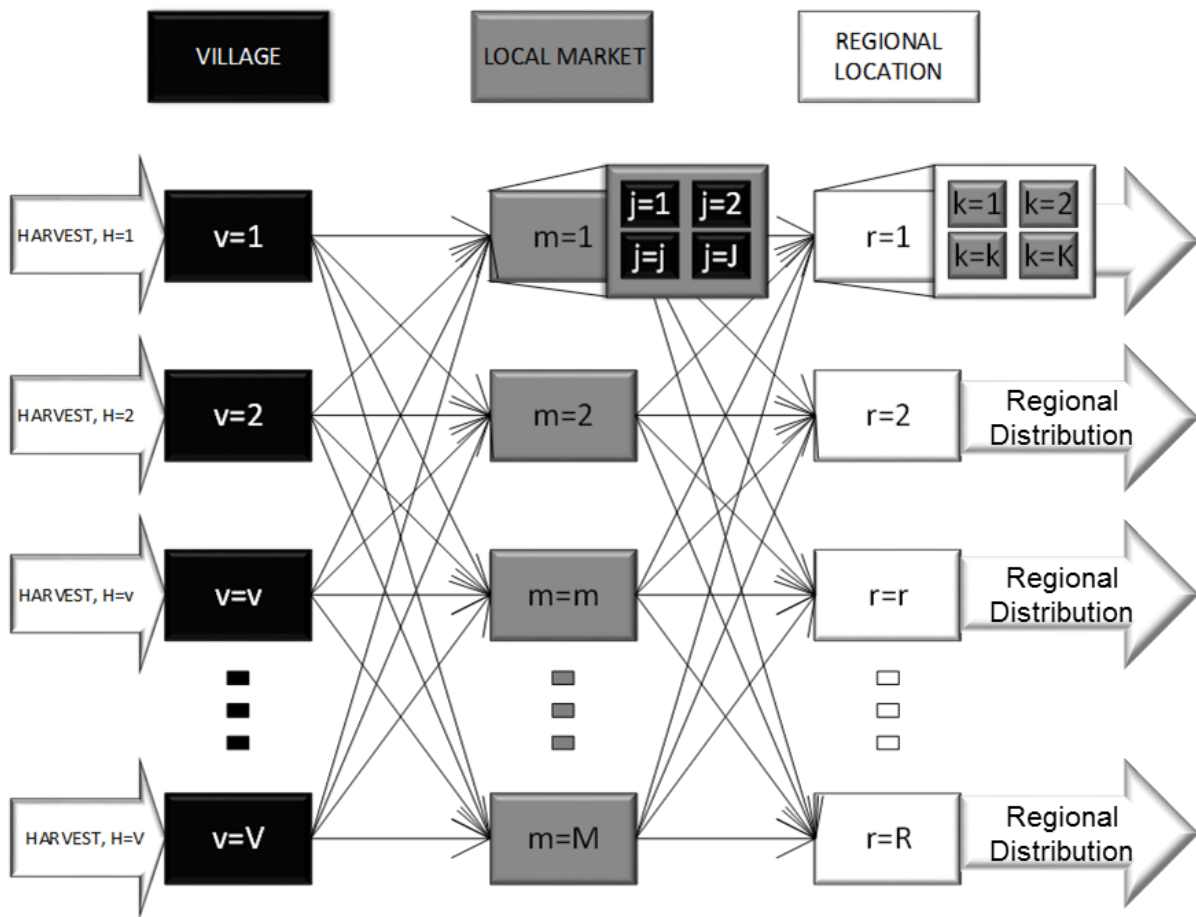 VILLAGE
LOCAL MARKET
REGIONAL
LOCATION
HARVEST, H=1
v=1
m=1
j=1
j=2
j=j
j=J
r=1
k=1
k=2
k=k
k=K
HARVEST, H=2
v=2
m=2
r=2
Regional
Distribution
HARVEST, H=v
v=v
m=m
r=r
Regional
Distribution
HARVEST, H=V
v=V
m=M
r=R
Regional
Distribution